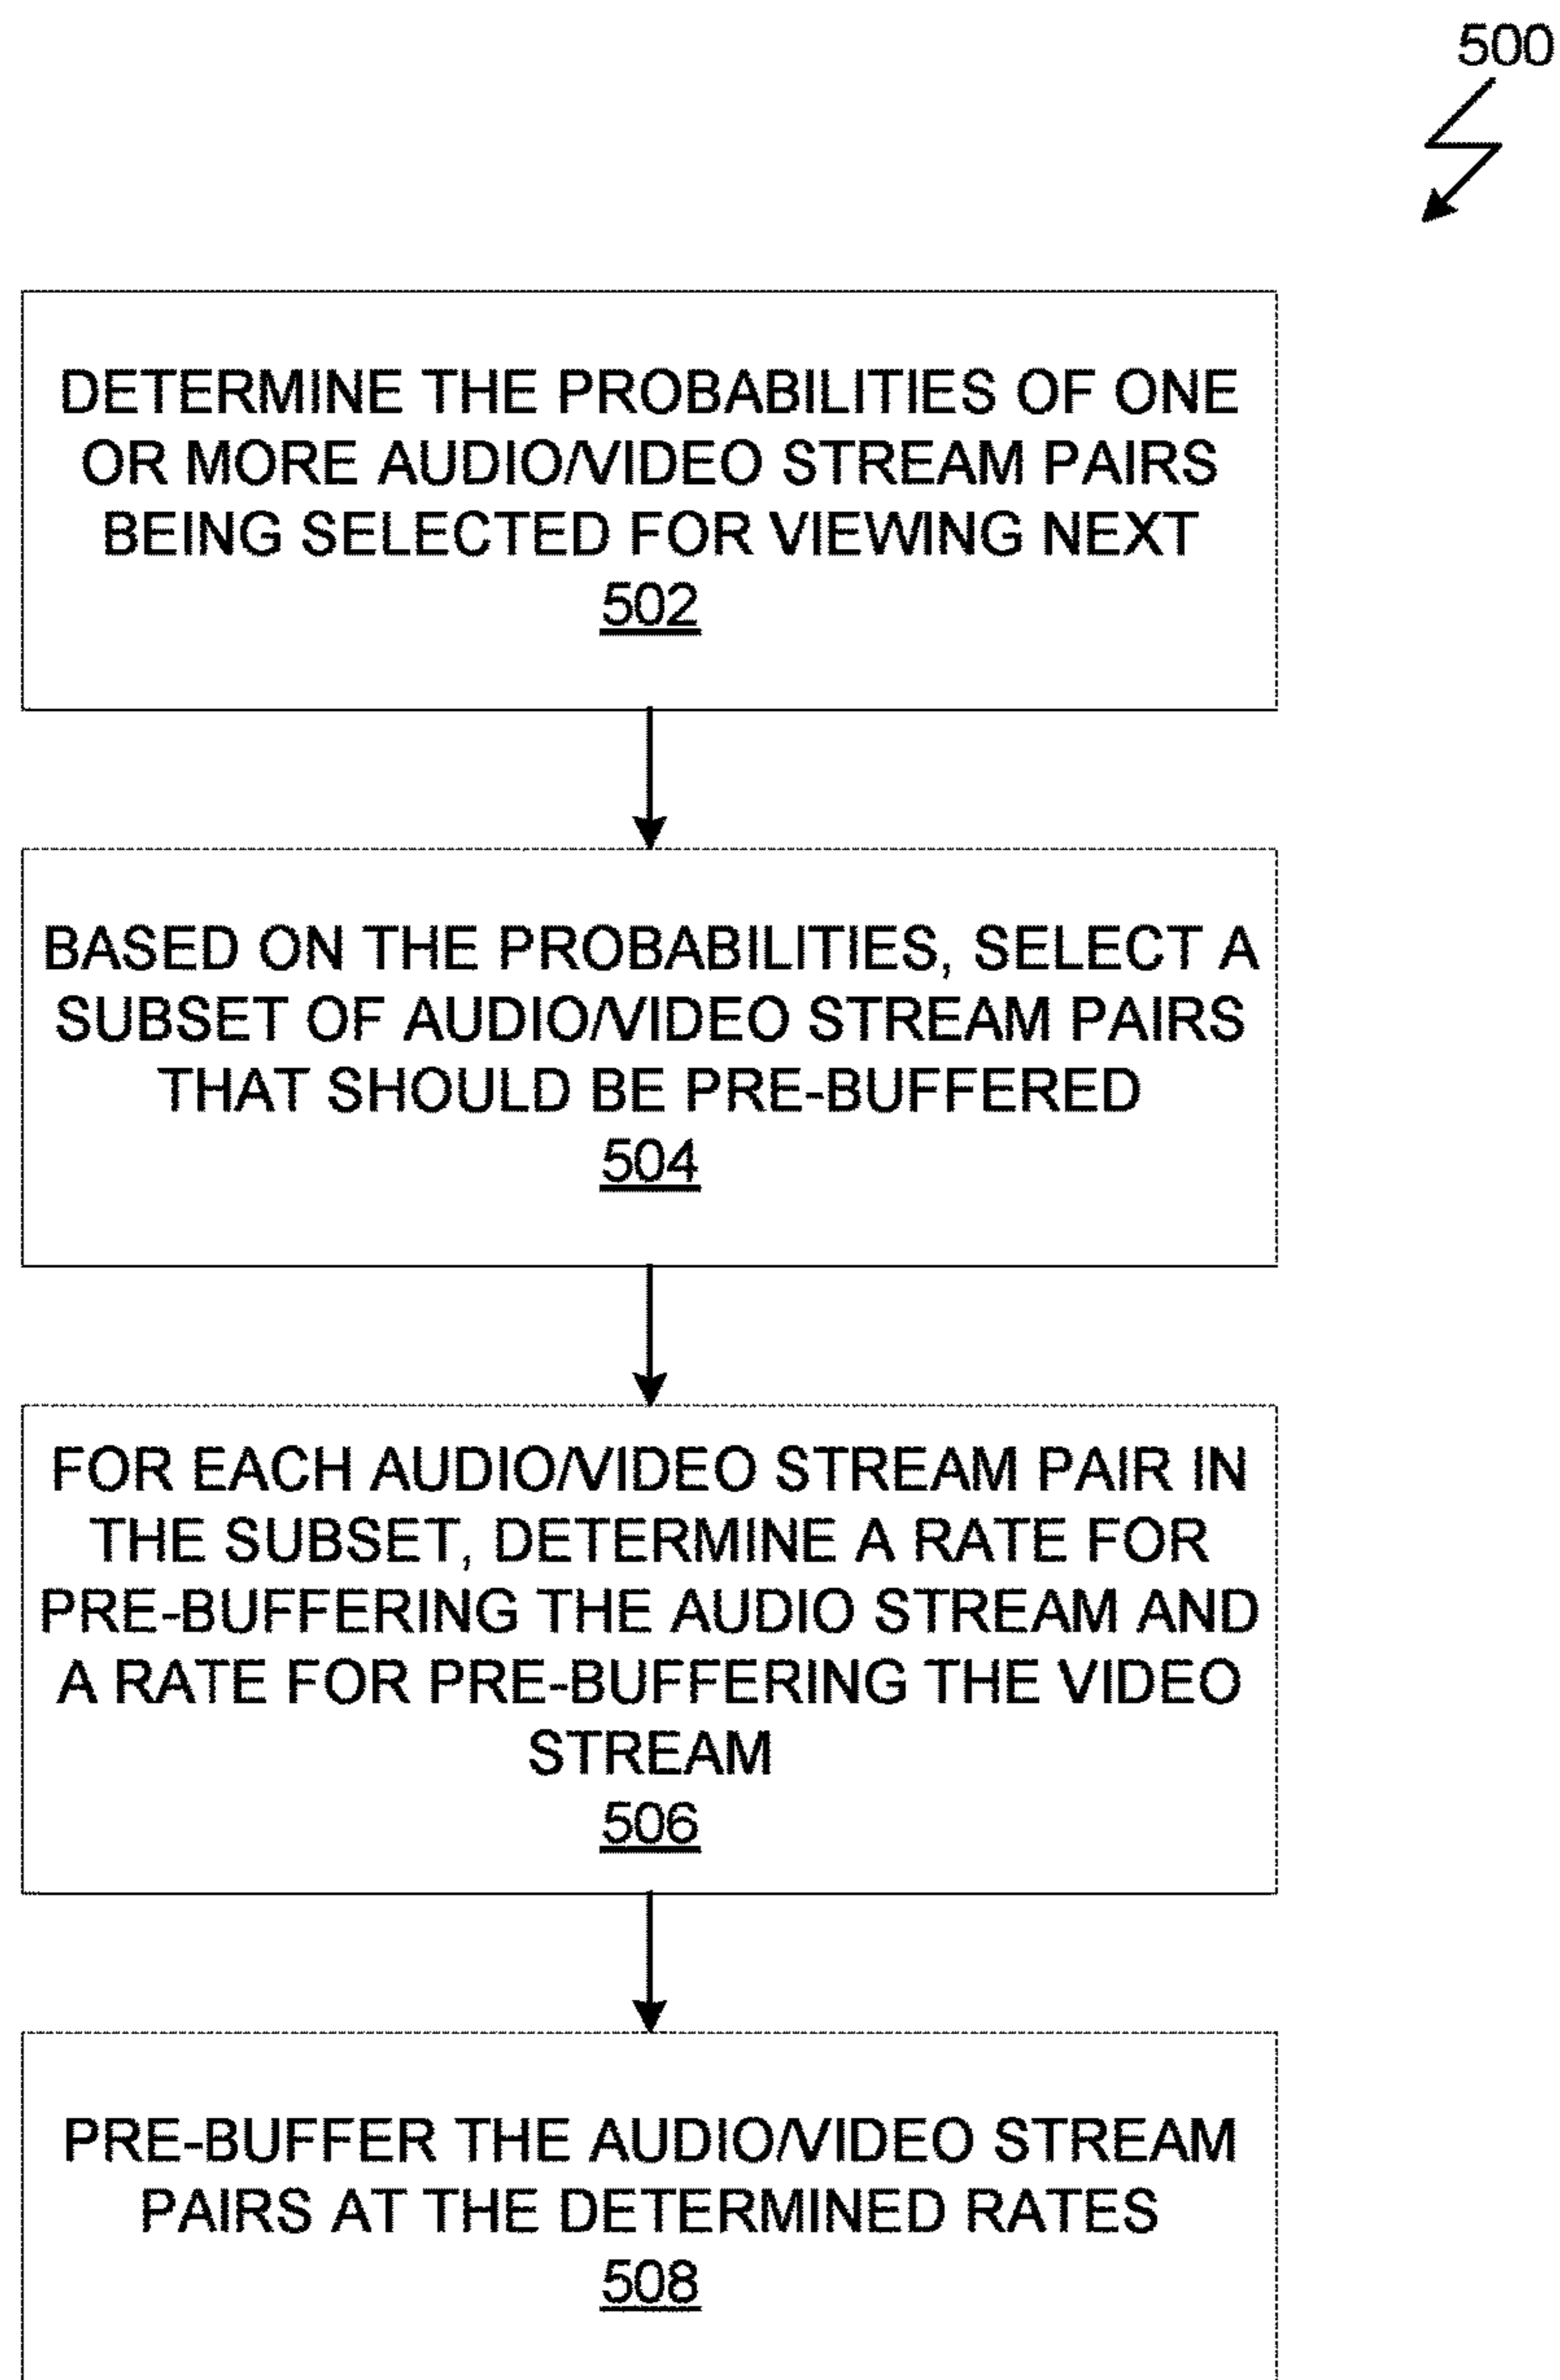 500
DETERMINE THE PROBABILITIES OF ONE
OR MORE AUDIO/VIDEO STREAM PAIRS
BEING SELECTED FOR VIEWING NEXT
502
BASED ON THE PROBABILITIES, SELECT A
SUBSET OF AUDIO/VIDEO STREAM PAIRS
THAT SHOULD BE PRE-BUFFERED
504
FOR EACH AUDIO/VIDEO STREAM PAIR IN
THE SUBSET, DETERMINE A RATE FOR
PRE-BUFFERING THE AUDIO STREAM AND
A RATE FOR PRE-BUFFERING THE VIDEO
STREAM
506
PRE-BUFFER THE AUDIO/VIDEO STREAM
PAIRS AT THE DETERMINED RATES
508